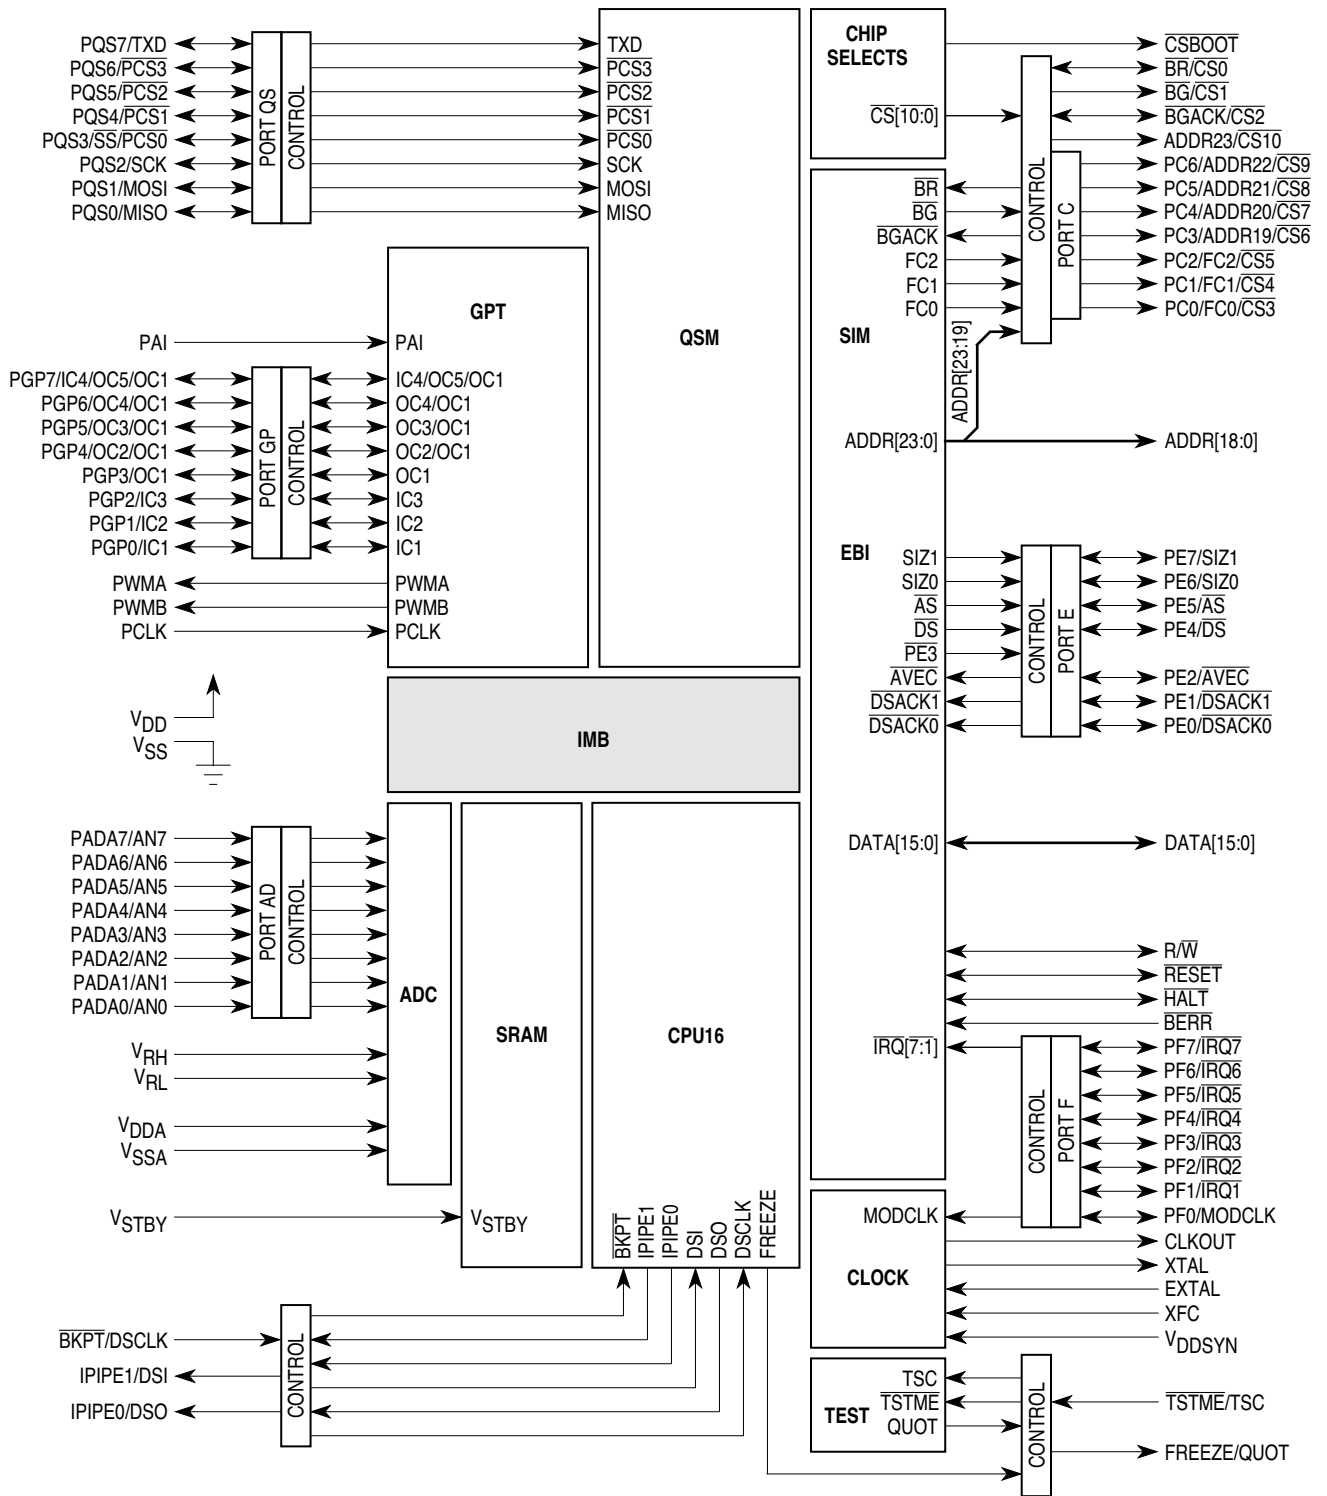 PQS7/TXD
PQS6/PCS3
PQS5/PCS2
PQS4/PCS1
PQS3/SS/PCS0
PQS2/SCK
PQS1/MOSI
PQS0/MISO
PORT QS
CONTROL
TXD
PCS3
PCS2
PCS1
PCS0
SCK
MOSI
MISO
QSM
GPT
PAI
PGP7/IC4/OC5/OC1
PGP6/OC4/OC1
PGP5/OC3/OC1
PGP4/OC2/OC1
PGP3/OC1
PGP2/IC3
PGP1/IC2
PGP0/IC1
PWMA
PWMB
PCLK
PORT GP
CONTROL
PAI
IC4/OC5/OC1
OC4/OC1
OC3/OC1
OC2/OC1
OC1
IC3
IC2
IC1
PWMA
PWMB
PCLK
VDD
VSS
IMB
PADA7/AN7
PADA6/AN6
PADA5/AN5
PADA4/AN4
PADA3/AN3
PADA2/AN2
PADA1/AN1
PADA0/AN0
PORT AD
CONTROL
VRH
VRL
VDDA
VSSA
VSTBY
ADC
SRAM
VSTBY
CPU16
BKPT
IPIPE1
IPIPE0
DSI
DSO
DSCLK
FREEZE
BKPT/DSCLK
IPIPE1/DSI
IPIPE0/DSO
CONTROL
CHIP
SELECTS
CS[10:0]
SIM
BR
BG
BGACK
FC2
FC1
FC0
ADDR[23:19]
ADDR[23:0]
CONTROL
PORT C
CSBOOT
BR/CS0
BG/CS1
BGACK/CS2
ADDR23/CS10
PC6/ADDR22/CS9
PC5/ADDR21/CS8
PC4/ADDR20/CS7
PC3/ADDR19/CS6
PC2/FC2/CS5
PC1/FC1/CS4
PC0/FC0/CS3
ADDR[18:0]
EBI
SIZ1
SIZ0
AS
DS
PE3
AVEC
DSACK1
DSACK0
CONTROL
PORT E
PE7/SIZ1
PE6/SIZ0
PE5/AS
PE4/DS
PE2/AVEC
PE1/DSACK1
PE0/DSACK0
DATA[15:0]
DATA[15:0]
R/W
RESET
HALT
BERR
IRQ[7:1]
CONTROL
PORT F
PF7/IRQ7
PF6/IRQ6
PF5/IRQ5
PF4/IRQ4
PF3/IRQ3
PF2/IRQ2
PF1/IRQ1
PF0/MODCLK
MODCLK
CLOCK
CLKOUT
XTAL
EXTAL
XFC
VDDSYN
TEST
TSC
TSTME
QUOT
CONTROL
TSTME/TSC
FREEZE/QUOT